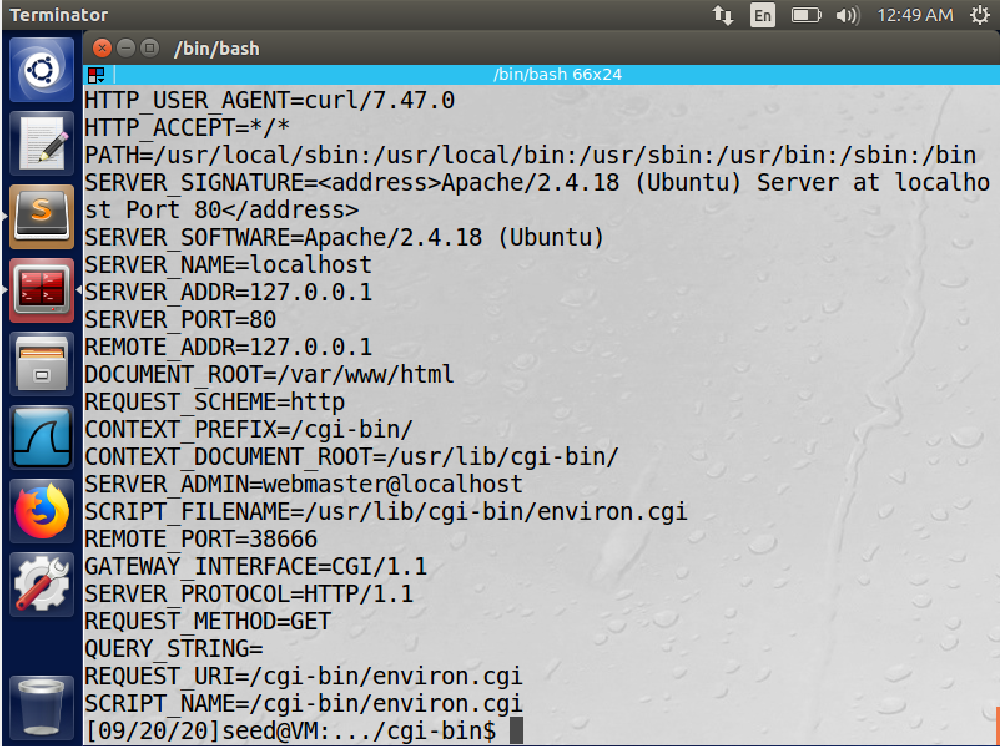 Terminator
En
12:49 AM
/bin/bash
/bin/bash 66x24
HTTP_USER_AGENT=curl/7.47.0
HTTP_ACCEPT=*/*
PATH=/usr/local/sbin:/usr/local/bin:/usr/sbin:/usr/bin:/sbin:/bin
SERVER_SIGNATURE=<address>Apache/2.4.18 (Ubuntu) Server at localho
st Port 80</address>
SERVER_SOFTWARE=Apache/2.4.18 (Ubuntu)
SERVER_NAME=localhost
SERVER_ADDR=127.0.0.1
SERVER_PORT=80
REMOTE_ADDR=127.0.0.1
DOCUMENT_ROOT=/var/www/html
REQUEST_SCHEME=http
CONTEXT_PREFIX=/cgi-bin/
CONTEXT_DOCUMENT_ROOT=/usr/lib/cgi-bin/
SERVER_ADMIN=webmaster@localhost
SCRIPT_FILENAME=/usr/lib/cgi-bin/environ.cgi
REMOTE_PORT=38666
GATEWAY_INTERFACE=CGI/1.1
SERVER_PROTOCOL=HTTP/1.1
REQUEST_METHOD=GET
QUERY_STRING=
REQUEST_URI=/cgi-bin/environ.cgi
SCRIPT_NAME=/cgi-bin/environ.cgi
[09/20/20]seed@VM:.../cgi-bin$